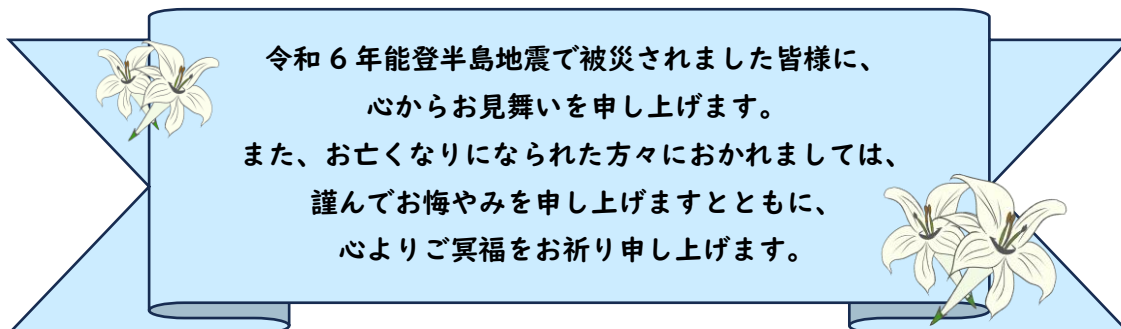 令和6年能登半島地震で被災されました皆様に、
心からお見舞いを申し上げます。
また、お亡くなりになられた方々におかれましては、
謹んでお悔やみを申し上げますとともに、
心よりご冥福をお祈り申し上げます。